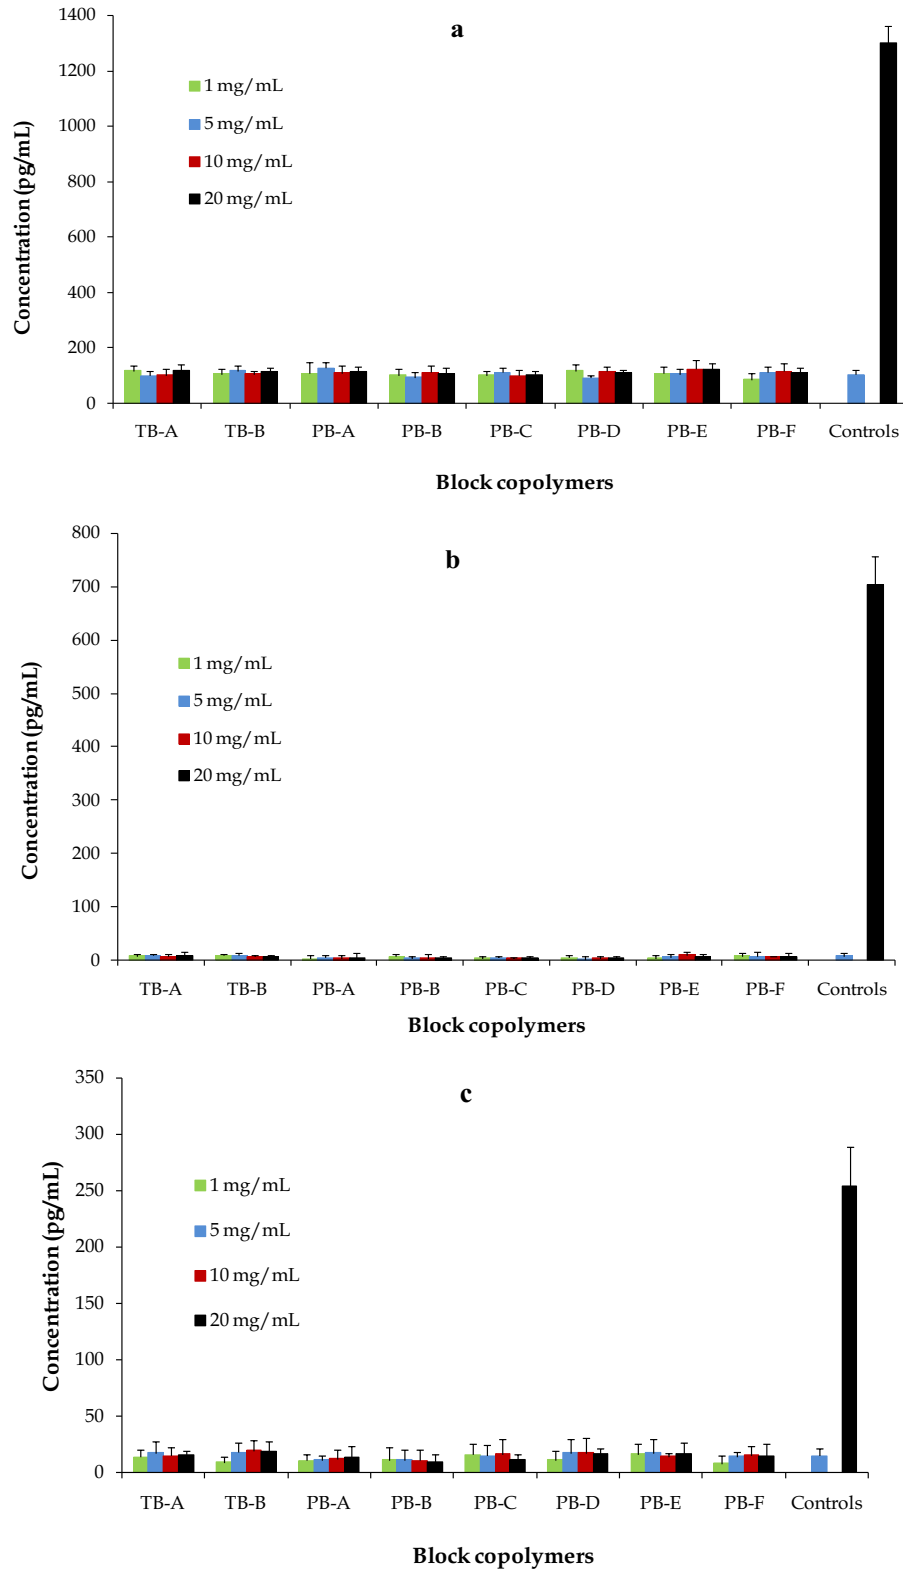 a
1400
1200
1000
800
600
400
200
0
Concentration (pg/mL)
1 mg/mL
5 mg/mL
10 mg/mL
20 mg/mL
TB-A TB-B PB-A PB-B PB-C PB-D PB-E PB-F Controls
Block copolymers
b
800
700
600
500
400
300
200
100
0
Concentration (pg/mL)
1 mg/mL
5 mg/mL
10 mg/mL
20 mg/mL
TB-A TB-B PB-A PB-B PB-C PB-D PB-E PB-F Controls
Block copolymers
c
350
300
250
200
150
100
50
0
Concentration (pg/mL)
1 mg/mL
5 mg/mL
10 mg/mL
20 mg/mL
TB-A TB-B PB-A PB-B PB-C PB-D PB-E PB-F Controls
Block copolymers